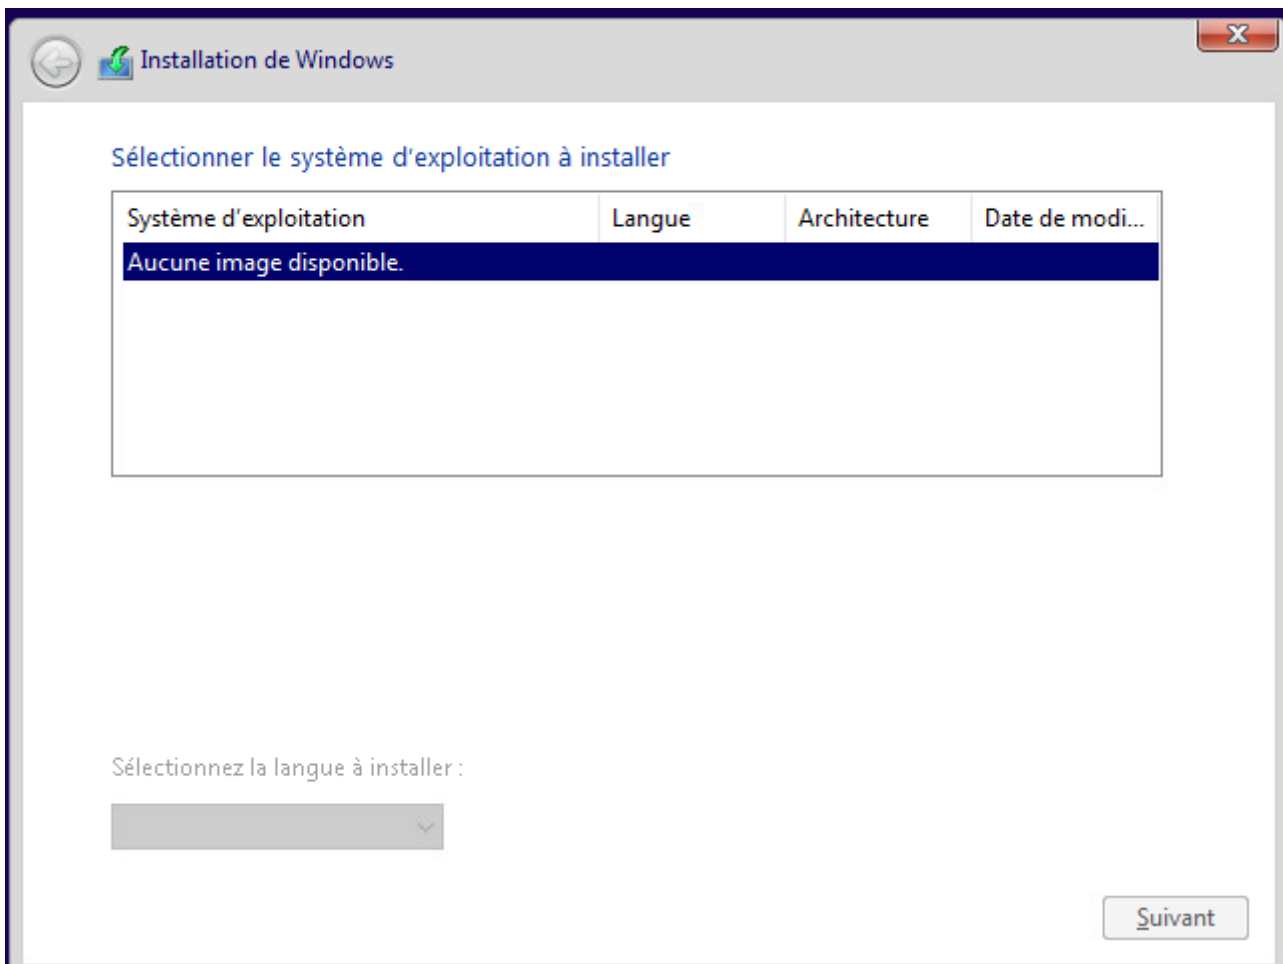 Installation de Windows
Sélectionner le système d'exploitation à installer
Système d'exploitation Langue Architecture Date de modi...
Aucune image disponible.
Sélectionnez la langue à installer :
Suivant